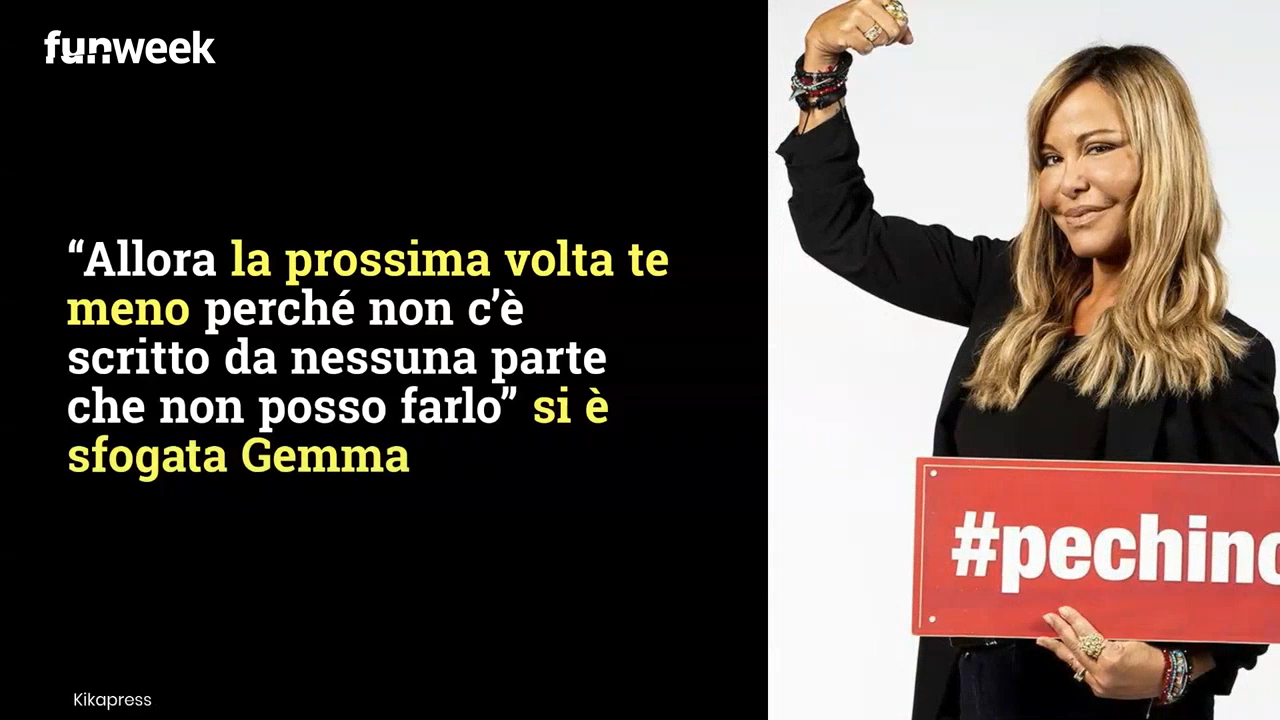 funweek
“Allora la prossima volta te
meno perché non c’è
scritto da nessuna parte
che non posso farlo” si è
sfogata Gemma
#pechino
Kikapress